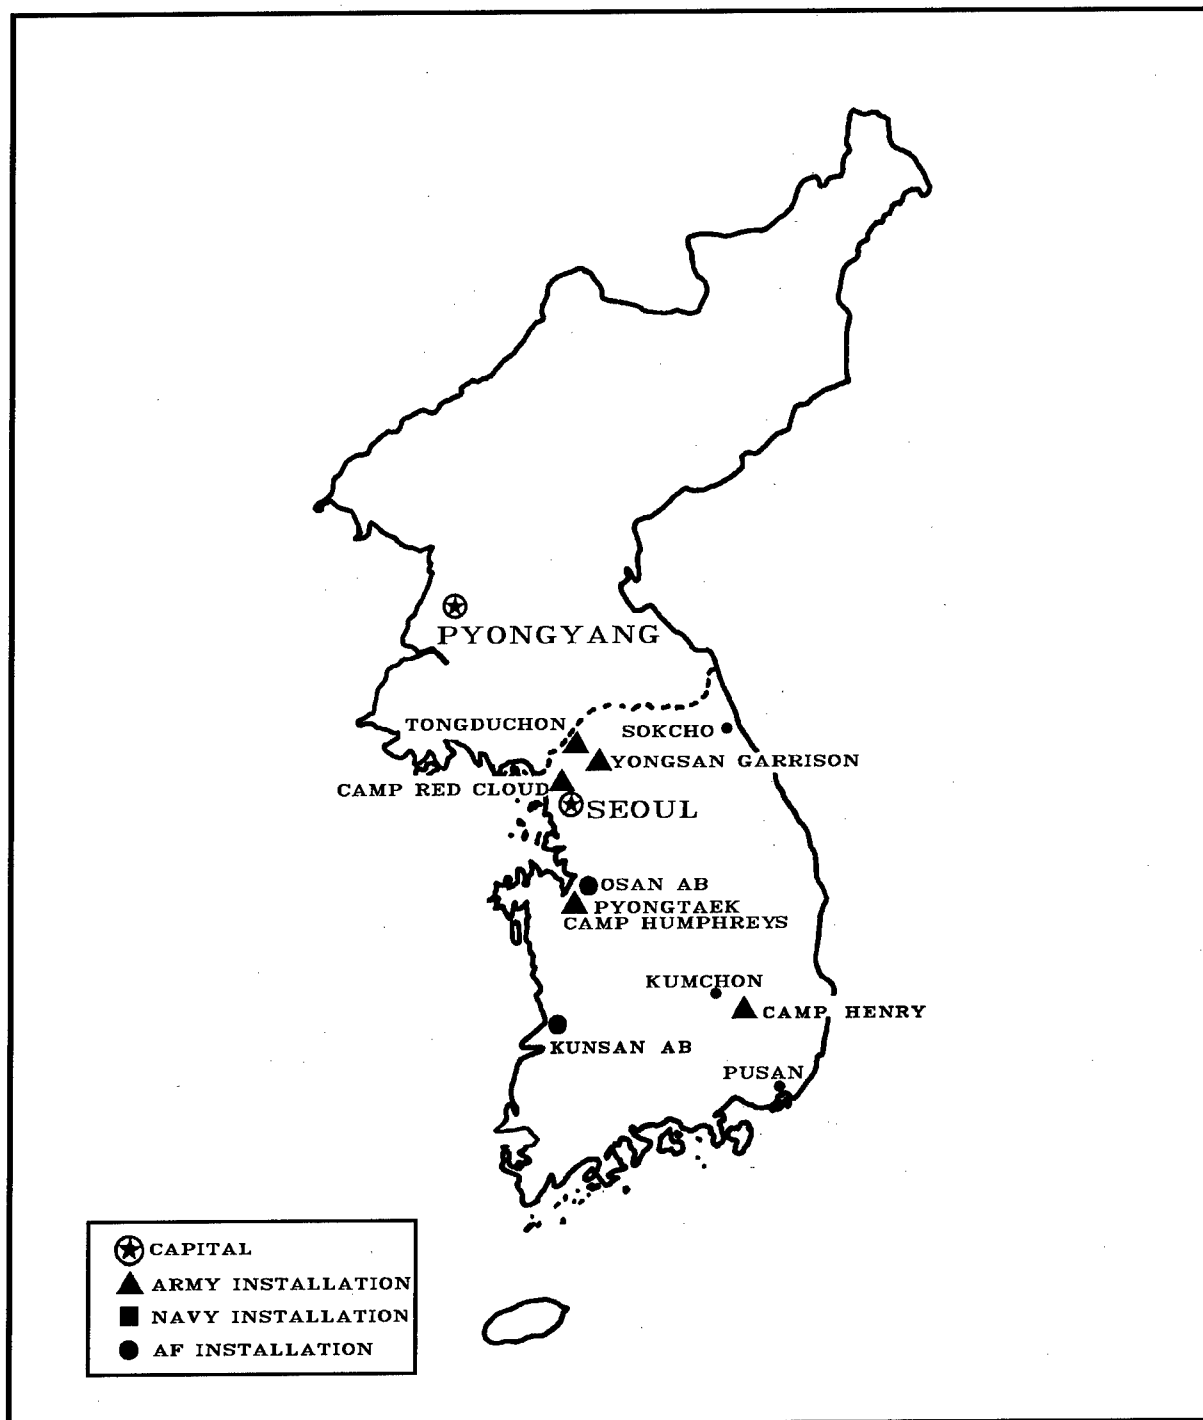 PYONGYANG
TONGDUCHON
SOKCHO
YONGSAN GARRISON
CAMP RED CLOUD
SEOUL
OSAN AB
PYONGTAEK
CAMP HUMPHREYS
KUMCHON
CAMP HENRY
KUNSAN AB
PUSAN
CAPITAL
ARMY INSTALLATION
NAVY INSTALLATION
AF INSTALLATION